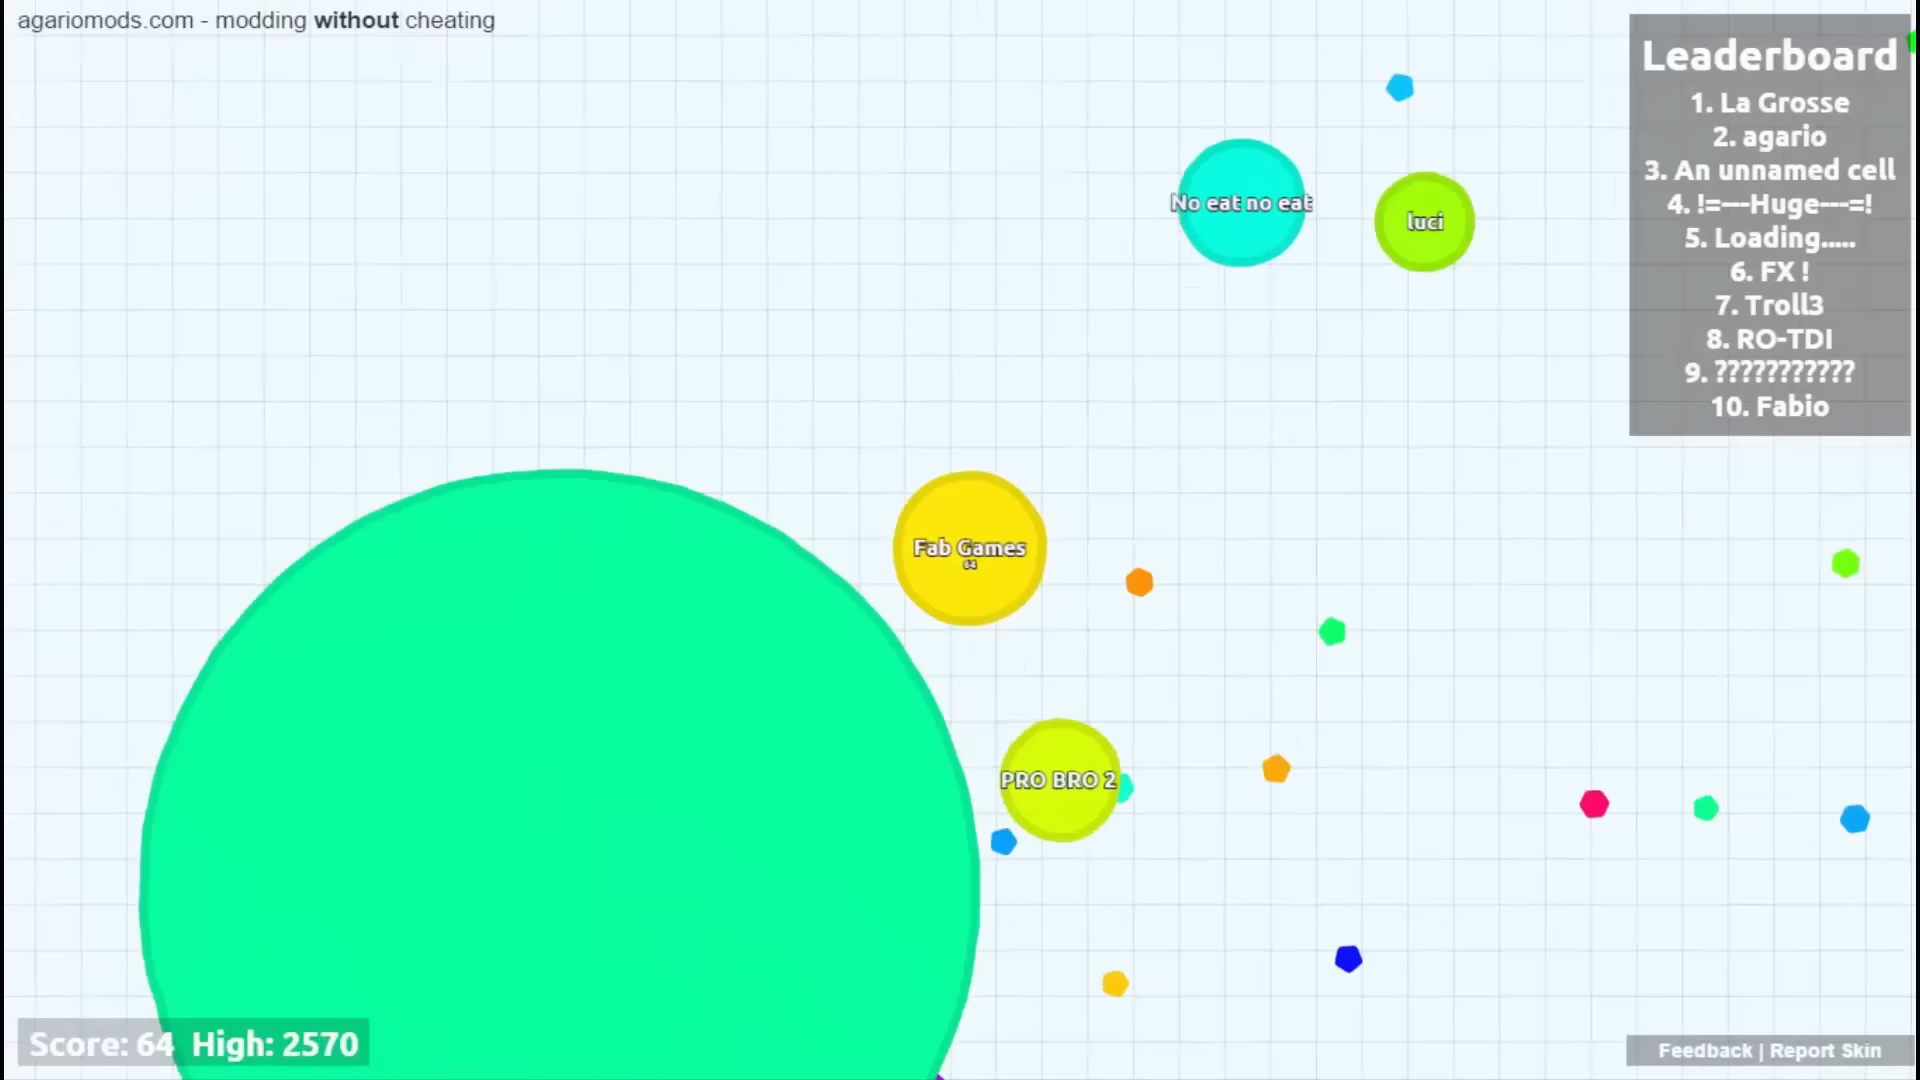 agariomods.com - modding without cheating
Leaderboard
1. La Grosse
2. agario
3. An unnamed cell
4. !=---Huge---=!
5. Loading.....
6. FX !
7. Troll3
8. RO-TDI
9. ???????????
10. Fabio
No eat no eat
luci
Fab Games
64
PRO BRO 2
Score: 64 High: 2570
Feedback | Report Skin